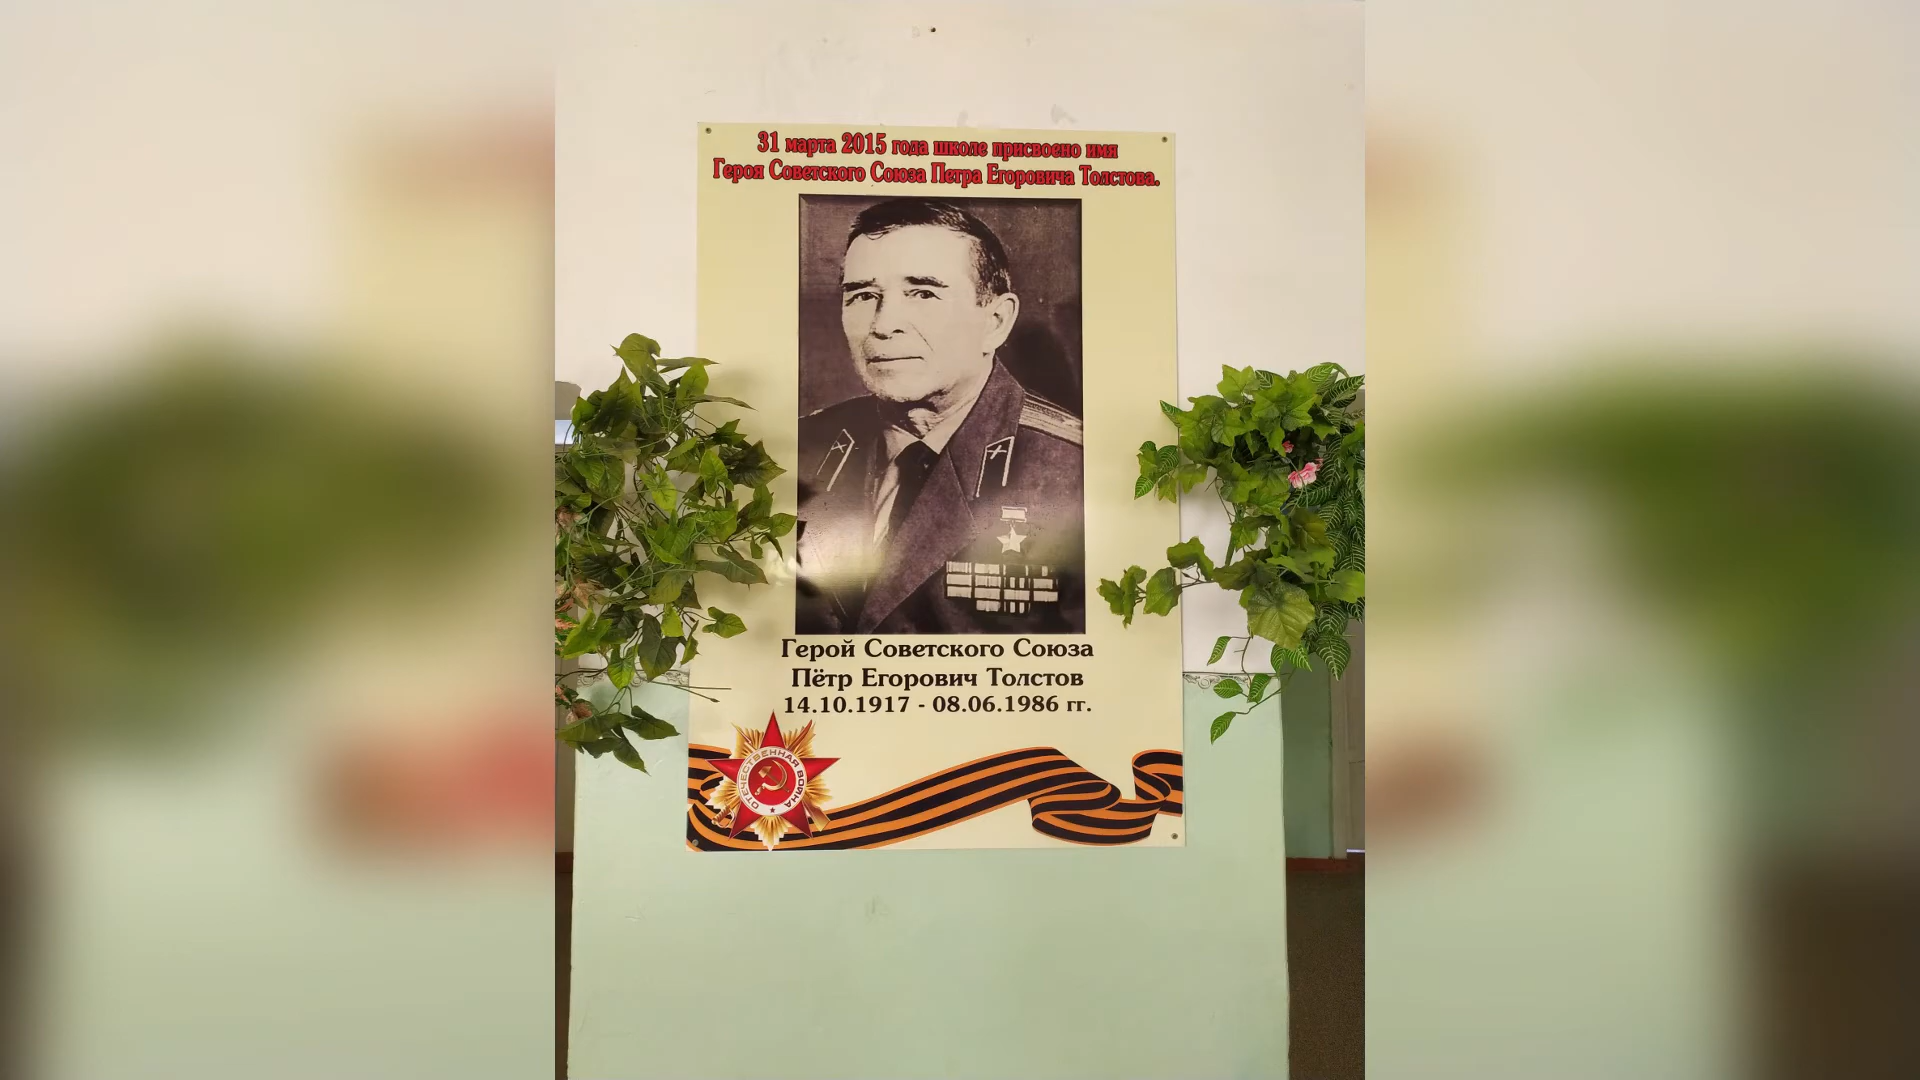 31 марта 2015 года школе присвоено имя
Героя Советского Союза Петра Егоровича Толстова.
Герой Советского Союза
Пётр Егорович Толстов
14.10.1917 - 08.06.1986 гг.
ОТЕЧЕСТВЕННАЯ ВОЙНА